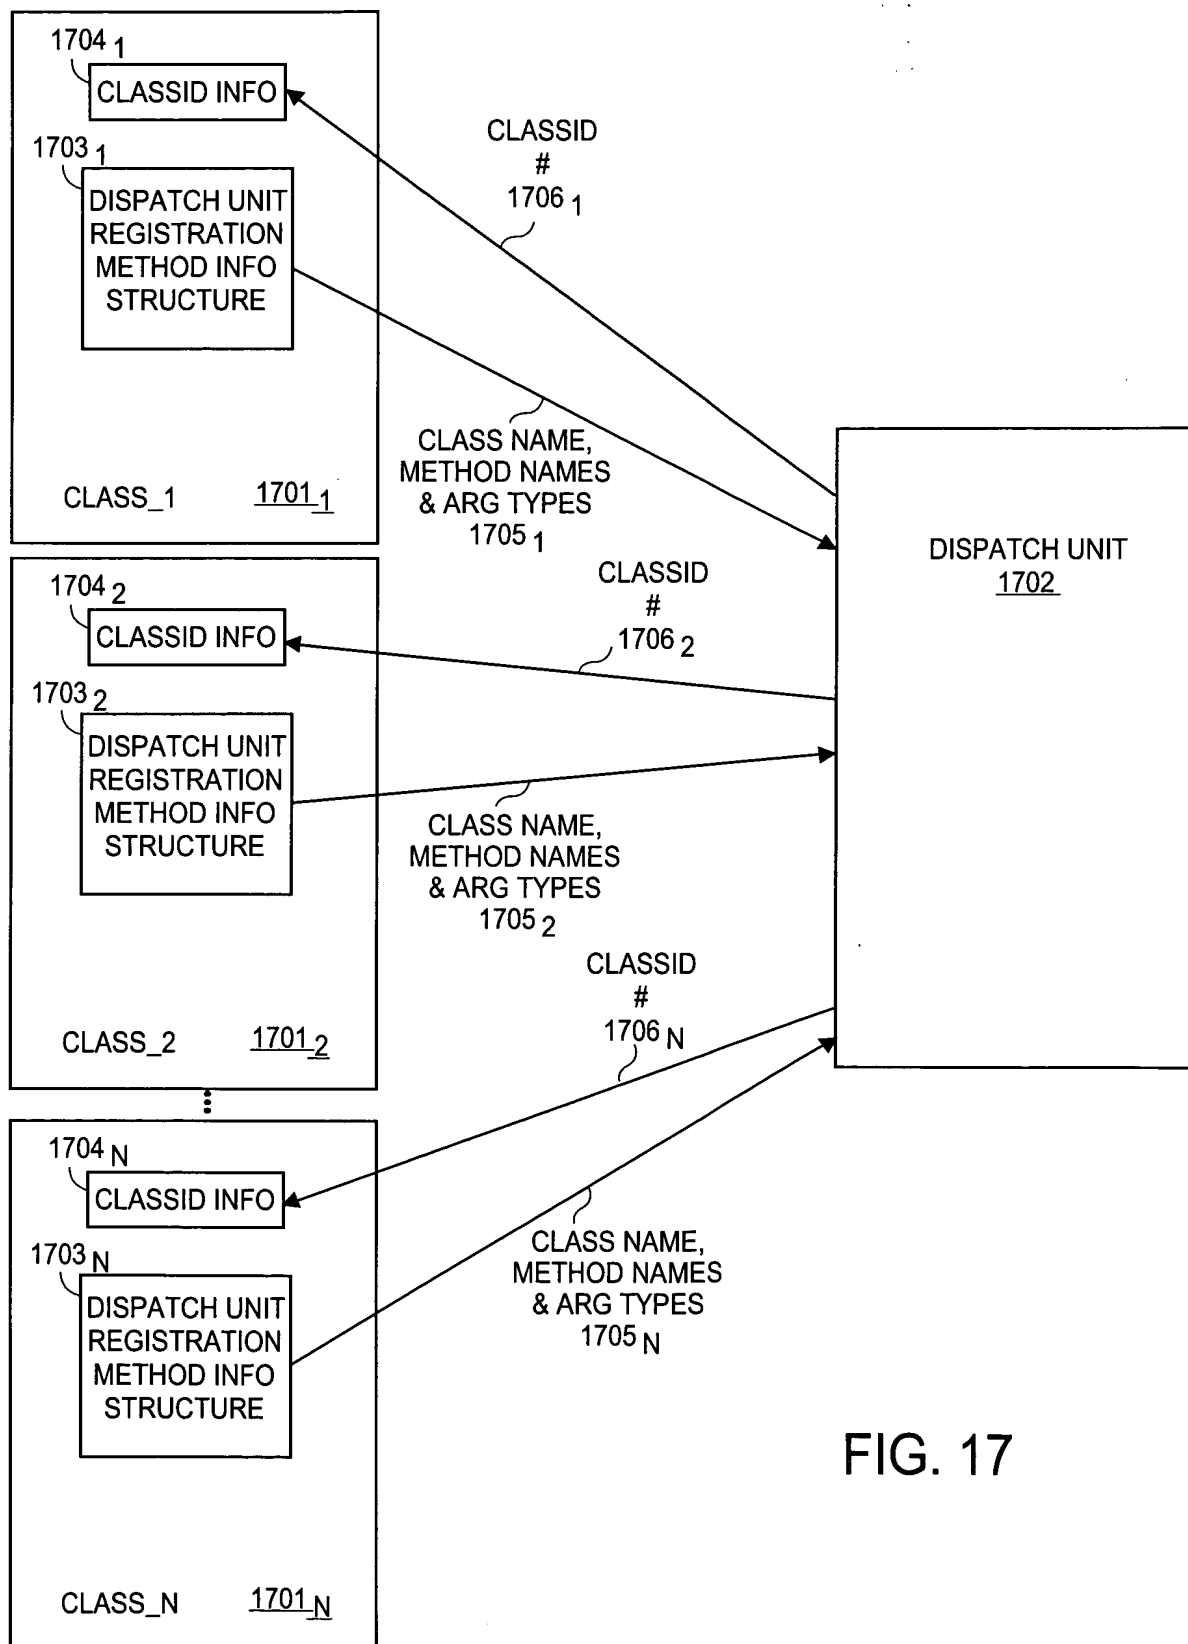 1704 1
CLASSID INFO
1703 1
DISPATCH UNIT
REGISTRATION
METHOD INFO
STRUCTURE
CLASS_1 1701 1
CLASSID
#
1706 1
CLASS NAME,
METHOD NAMES
& ARG TYPES
1705 1
DISPATCH UNIT
1702
1704 2
CLASSID INFO
1703 2
DISPATCH UNIT
REGISTRATION
METHOD INFO
STRUCTURE
CLASS_2 1701 2
CLASSID
#
1706 2
CLASS NAME,
METHOD NAMES
& ARG TYPES
1705 2
CLASSID
#
1706 N
1704 N
CLASSID INFO
1703 N
DISPATCH UNIT
REGISTRATION
METHOD INFO
STRUCTURE
CLASS_N 1701 N
CLASS NAME,
METHOD NAMES
& ARG TYPES
1705 N
FIG. 17